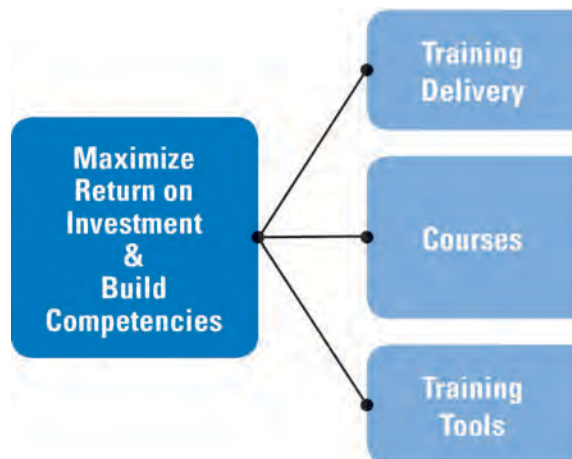 Maximize
Return on
Investment
&
Build
Competencies
Training
Delivery
Courses
Training
Tools